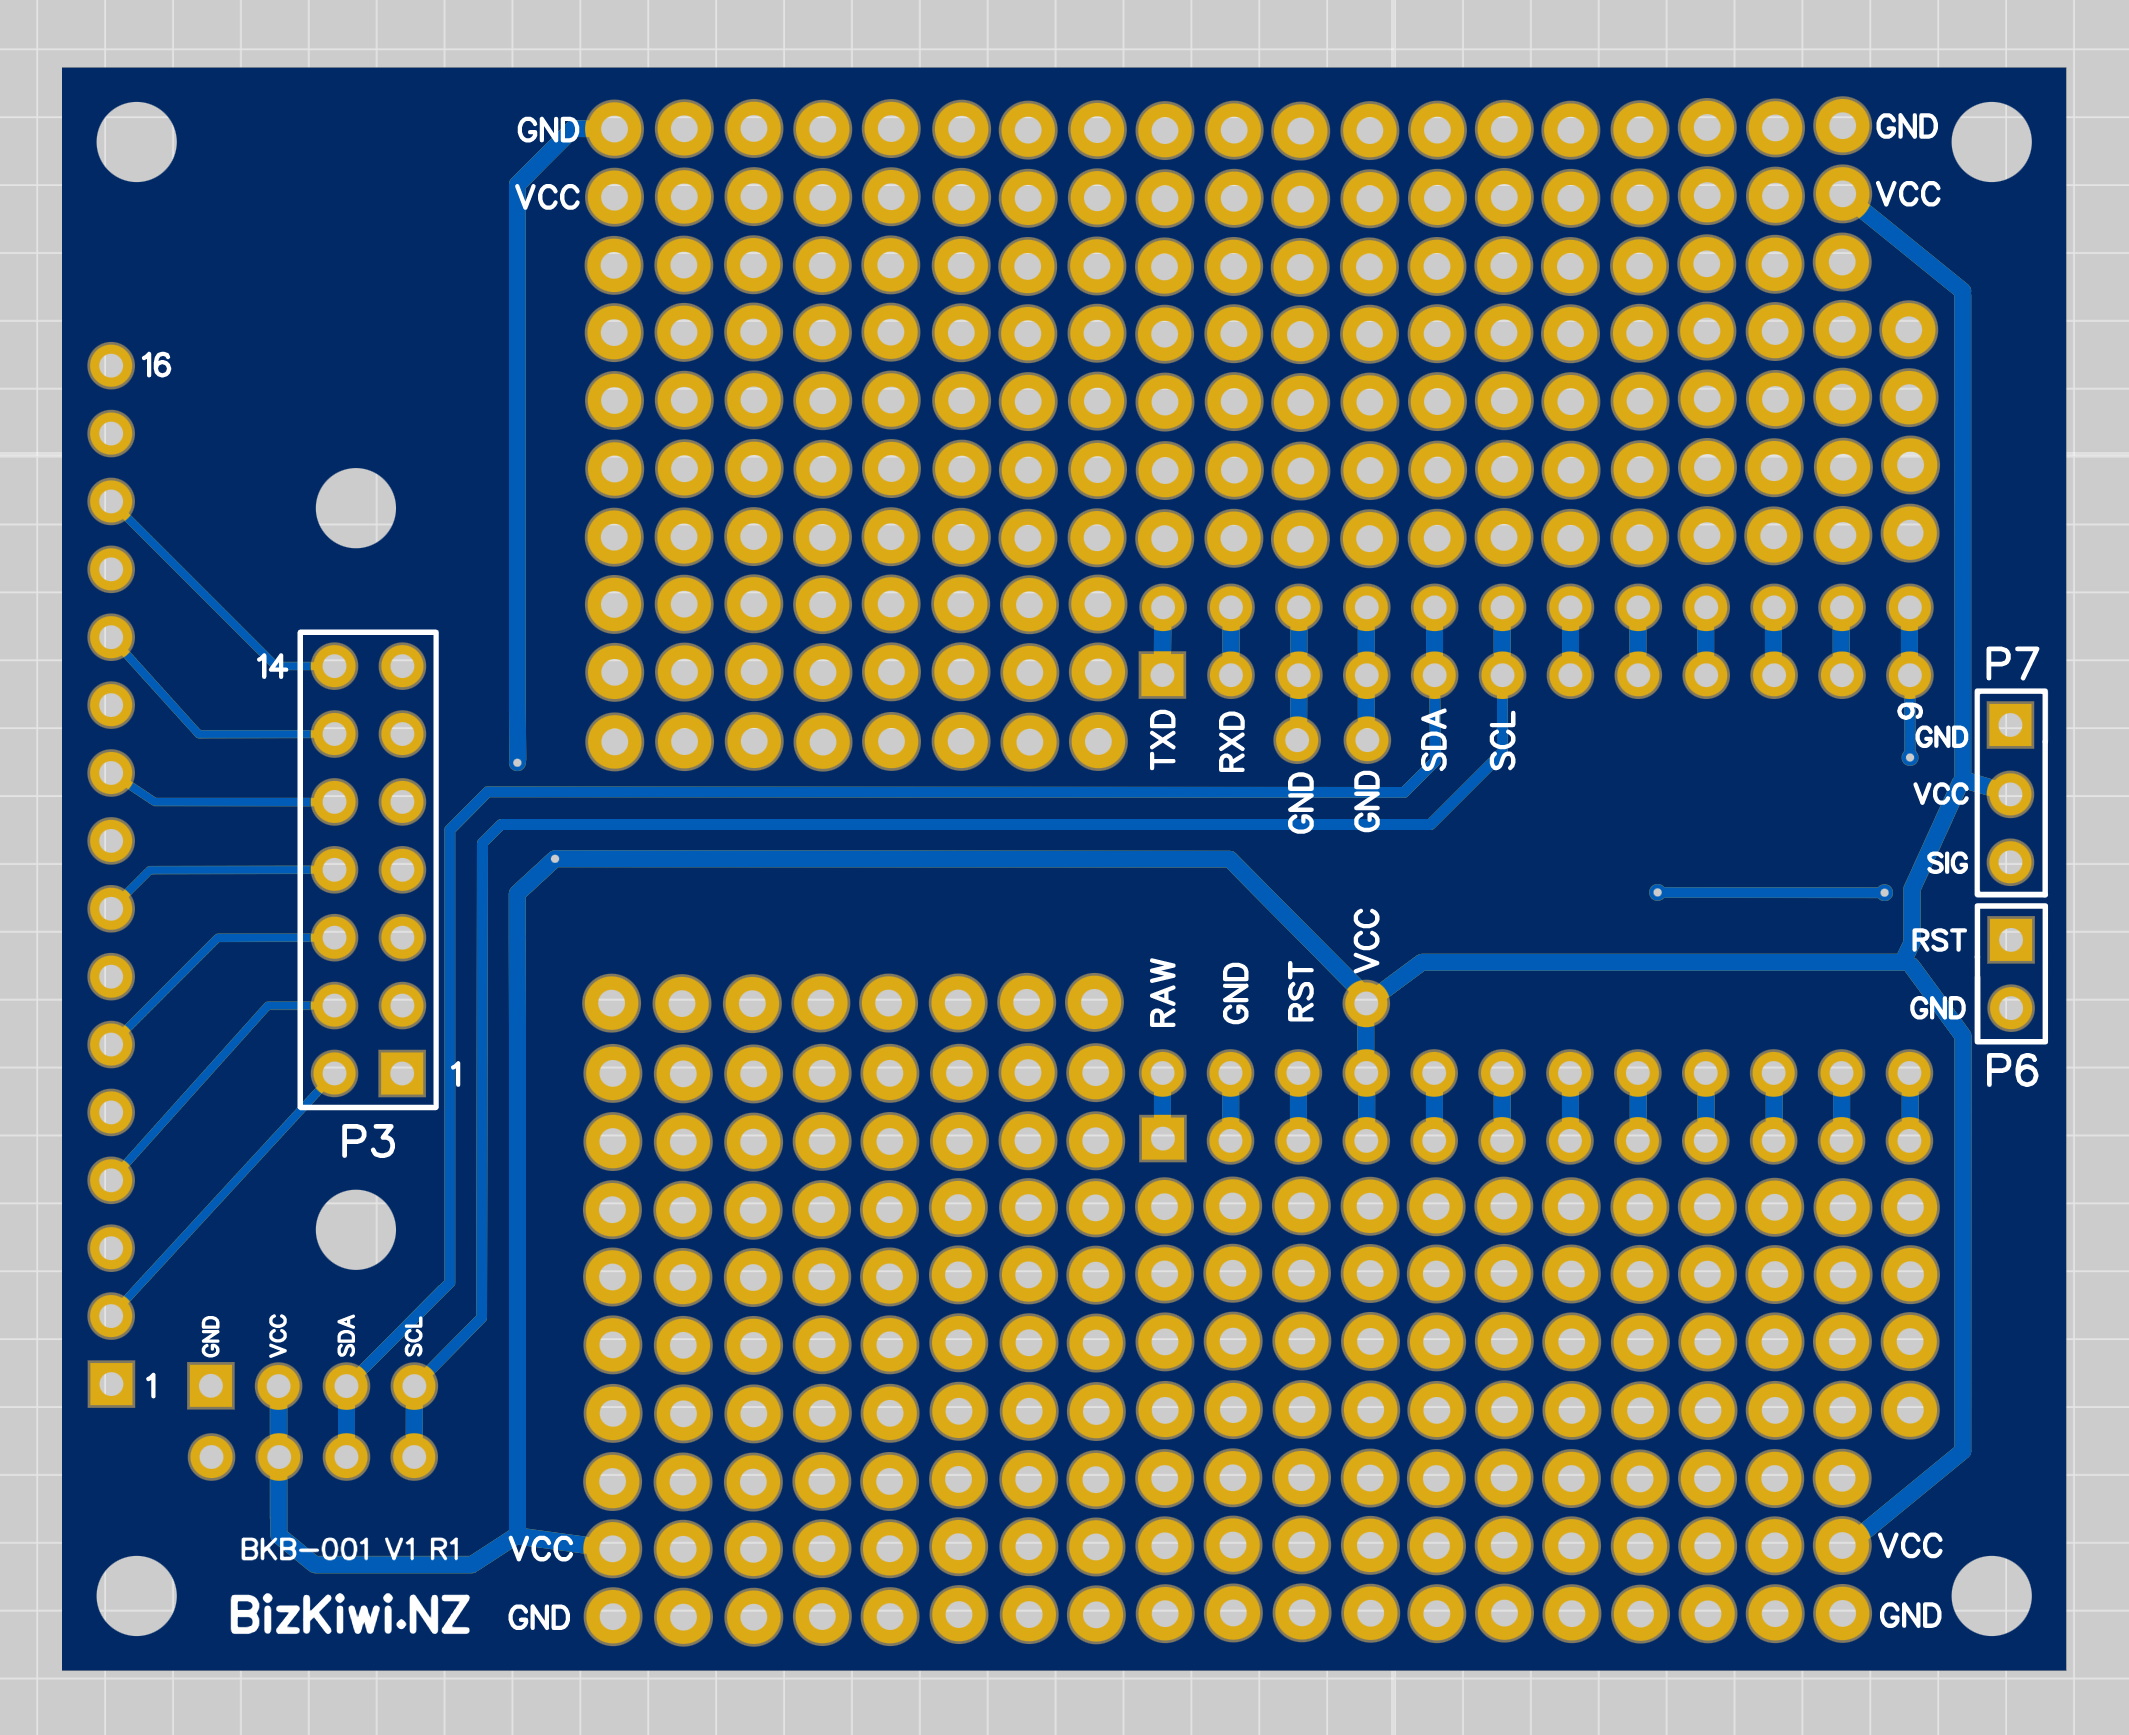 GND
GND
VCC
VCC
16
14
P7
TXD
RXD
SDA
SCL
9
GND
GND
GND
VCC
SIG
VCC
RST
RAW
GND
RST
GND
P6
1
P3
GND
VCC
SDA
SCL
1
BKB-001 V1 R1
VCC
VCC
BizKiwi.NZ
GND
GND